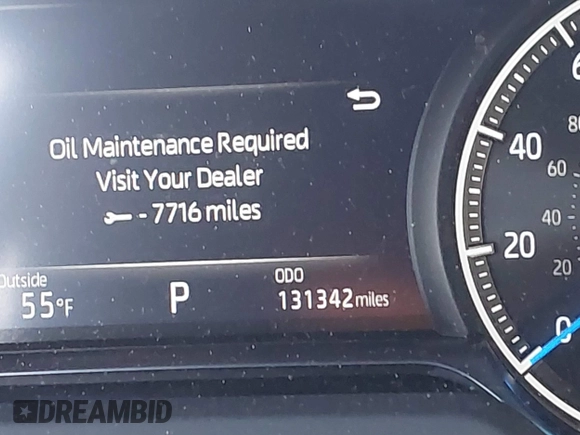 Oil Maintenance Required
Visit Your Dealer
- 7716 miles
Outside
55°F
P
ODO
131342 miles
40
20
0
80
60
40
20
DREAMBID